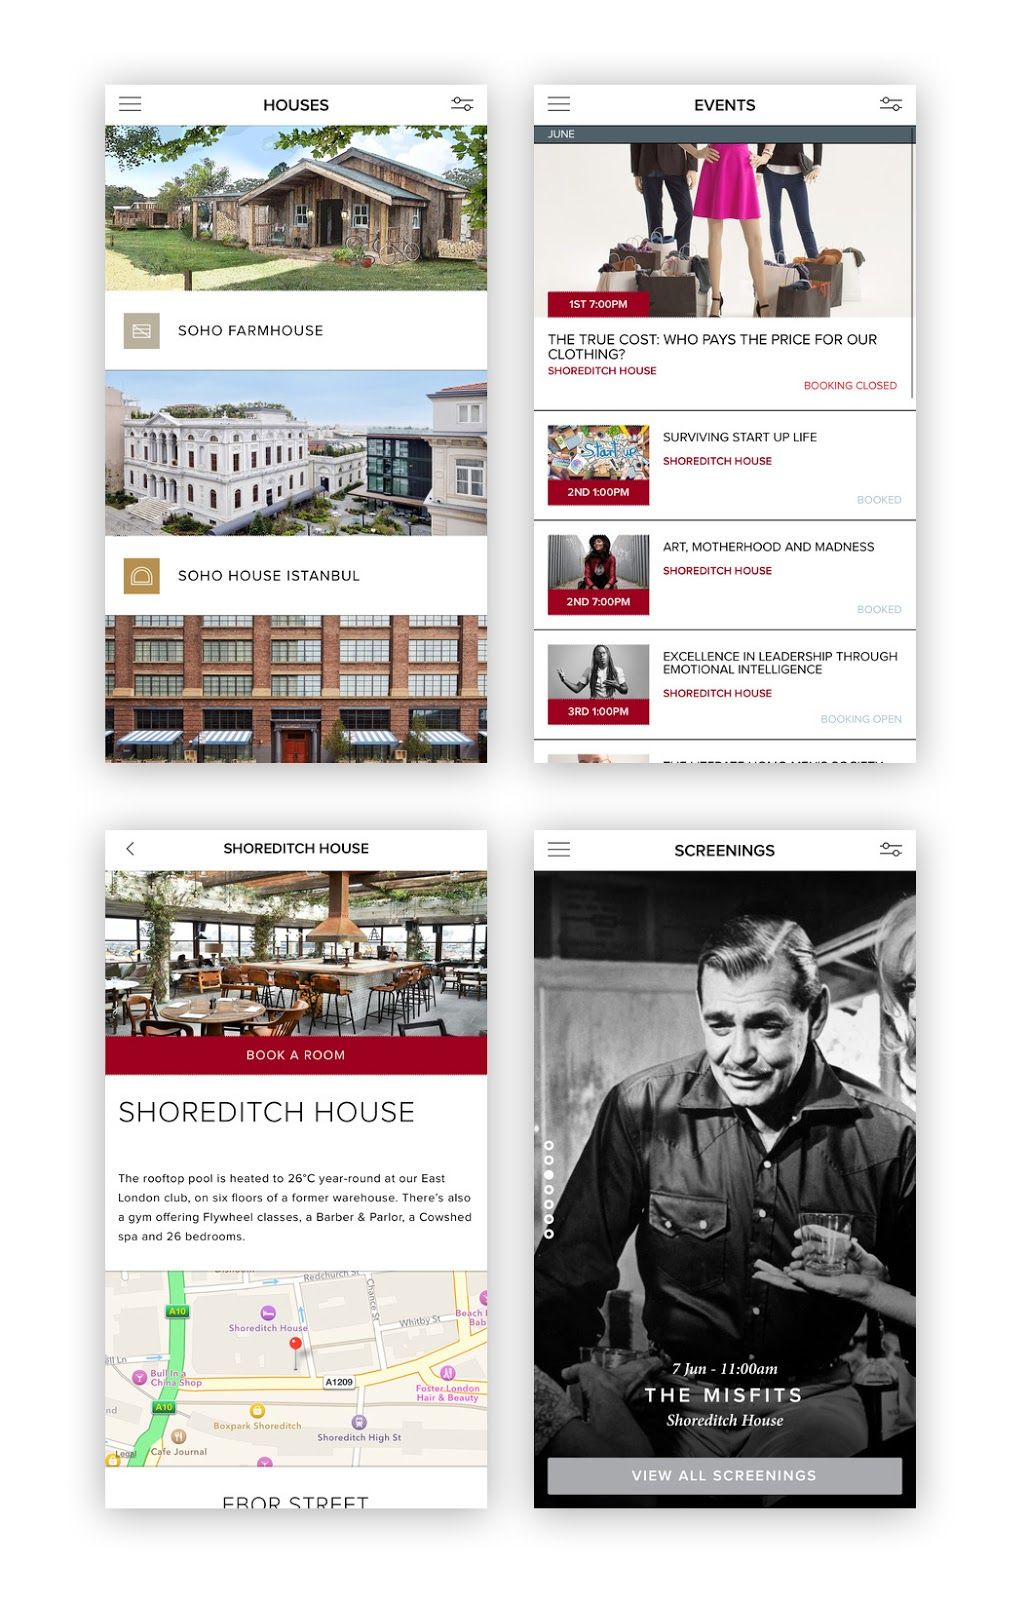 HOUSES
SOHO FARMHOUSE
SOHO HOUSE ISTANBUL
EVENTS
JUNE
1ST 7:00PM
THE TRUE COST: WHO PAYS THE PRICE FOR OUR
CLOTHING?
SHOREDITCH HOUSE
BOOKING CLOSED
Start up
SURVIVING START UP LIFE
SHOREDITCH HOUSE
2ND 1:00PM
BOOKED
ART, MOTHERHOOD AND MADNESS
SHOREDITCH HOUSE
2ND 7:00PM
BOOKED
EXCELLENCE IN LEADERSHIP THROUGH
EMOTIONAL INTELLIGENCE
SHOREDITCH HOUSE
3RD 1:00PM
BOOKING OPEN
THE LITERATE HOMO MEN'S SOCIETY
SHOREDITCH HOUSE
BOOK A ROOM
SHOREDITCH HOUSE
The rooftop pool is heated to 26°C year-round at our East
London club, on six floors of a former warehouse. There's also
a gym offering Flywheel classes, a Barber & Parlor, a Cowshed
spa and 26 bedrooms.
Redchurch St
A10
Shoreditch House
Chance St
Whitby St
Beach
Bab
Bull in a
China Shop
A1209
Foster London
Hair & Beauty
A10
Boxpark Shoreditch
Shoreditch High St
Cafe Journal
Legal
EBOR STREET
SCREENINGS
7 Jun - 11:00am
THE MISFITS
Shoreditch House
VIEW ALL SCREENINGS